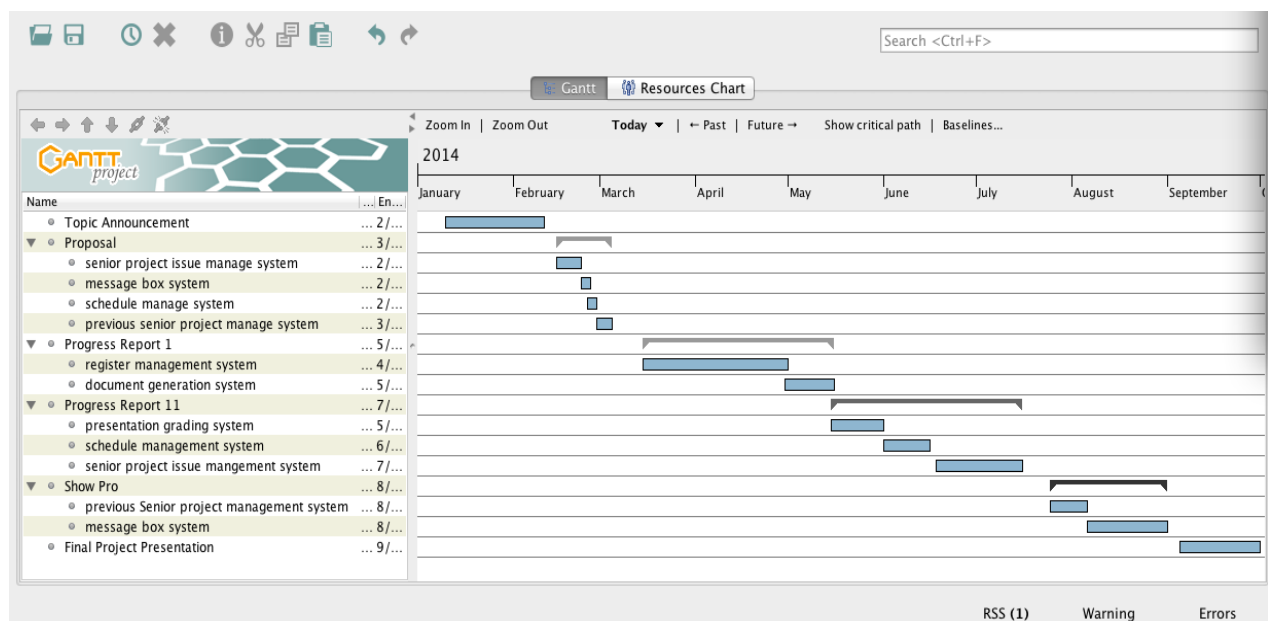 Search <Ctrl+F>
Gantt Resources Chart
Zoom In | Zoom Out Today ▼ | ← Past | Future → Show critical path | Baselines...
GANTT project
2014
January February March April May June July August September
Name ... En...
Topic Announcement ... 2/...
Proposal ... 3/...
senior project issue manage system ... 2/...
message box system ... 2/...
schedule manage system ... 2/...
previous senior project manage system ... 3/...
Progress Report 1 ... 5/...
register management system ... 4/...
document generation system ... 5/...
Progress Report 11 ... 7/...
presentation grading system ... 5/...
schedule management system ... 6/...
senior project issue mangement system ... 7/...
Show Pro ... 8/...
previous Senior project management system ... 8/...
message box system ... 8/...
Final Project Presentation ... 9/...
RSS (1) Warning Errors